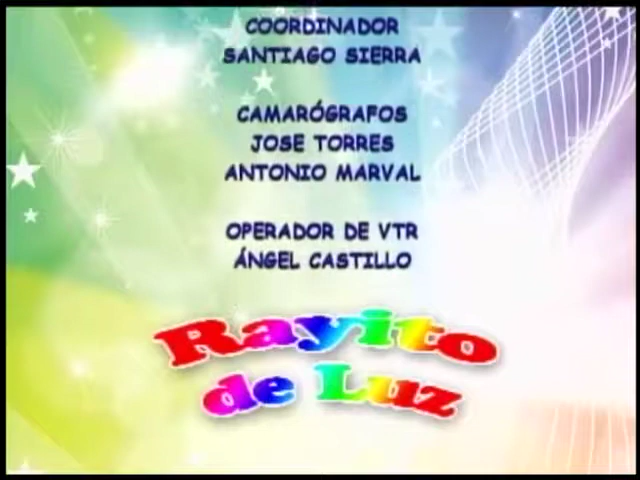 COORDINADOR
SANTIAGO SIERRA
CAMARÓGRAFOS
JOSE TORRES
ANTONIO MARVAL
OPERADOR DE VTR
ÁNGEL CASTILLO
Rayito
de Luz